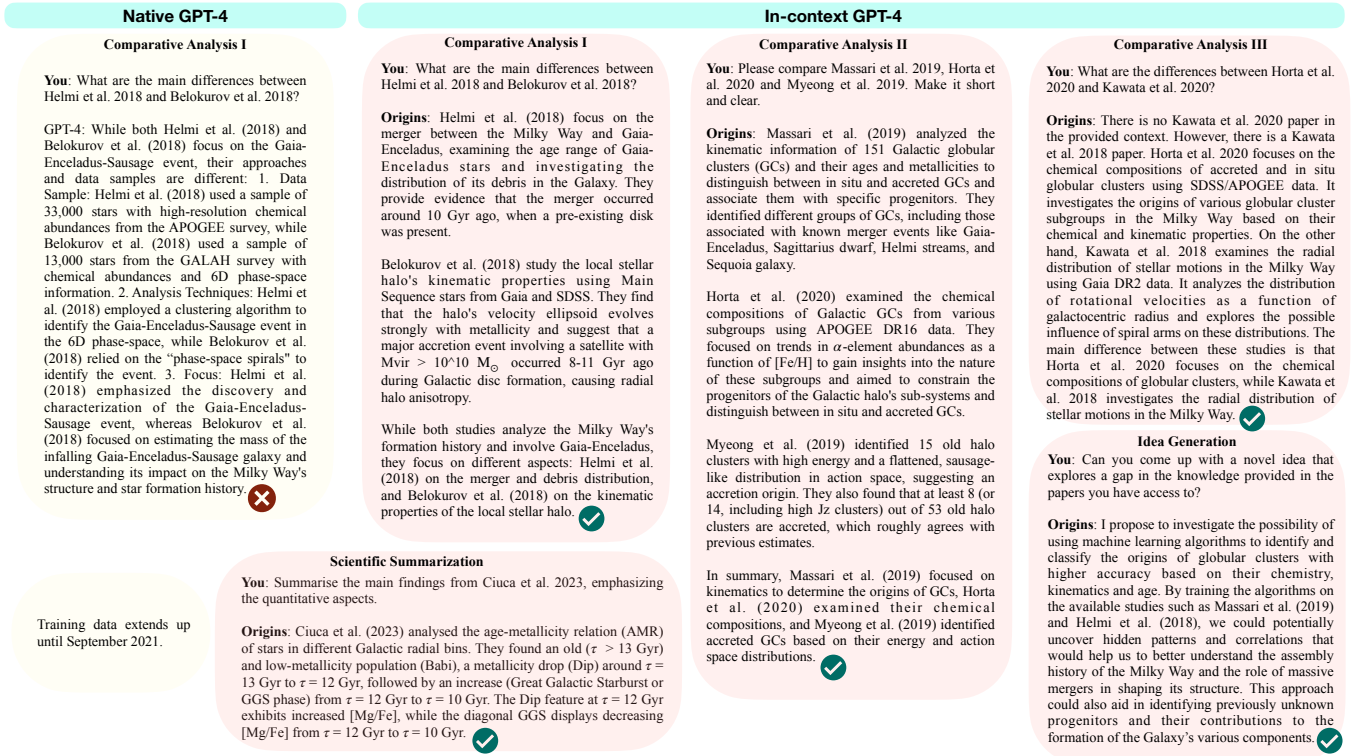 Native GPT-4
In-context GPT-4
Comparative Analysis I
You: What are the main differences between
Helmi et al. 2018 and Belokurov et al. 2018?
GPT-4: While both Helmi et al. (2018) and
Belokurov et al. (2018) focus on the Gaia-
Enceladus-Sausage event, their approaches
and data samples are different: 1. Data
Sample: Helmi et al. (2018) used a sample of
33,000 stars with high-resolution chemical
abundances from the APOGEE survey, while
Belokurov et al. (2018) used a sample of
13,000 stars from the GALAH survey with
chemical abundances and 6D phase-space
information. 2. Analysis Techniques: Helmi et
al. (2018) employed a clustering algorithm to
identify the Gaia-Enceladus-Sausage event in
the 6D phase-space, while Belokurov et al.
(2018) relied on the “phase-space spirals" to
identify the event. 3. Focus: Helmi et al.
(2018) emphasized the discovery and
characterization of the Gaia-Enceladus-
Sausage event, whereas Belokurov et al.
(2018) focused on estimating the mass of the
infalling Gaia-Enceladus-Sausage galaxy and
understanding its impact on the Milky Way's
structure and star formation history.
Training data extends up
until September 2021.
Comparative Analysis I
You: What are the main differences between
Helmi et al. 2018 and Belokurov et al. 2018?
Origins: Helmi et al. (2018) focus on the
merger between the Milky Way and Gaia-
Enceladus, examining the age range of Gaia-
Enceladus stars and investigating the
distribution of its debris in the Galaxy. They
provide evidence that the merger occurred
around 10 Gyr ago, when a pre-existing disk
was present.
Belokurov et al. (2018) study the local stellar
halo's kinematic properties using Main
Sequence stars from Gaia and SDSS. They find
that the halo's velocity ellipsoid evolves
strongly with metallicity and suggest that a
major accretion event involving a satellite with
Mvir > 10^10 M⊙ occurred 8-11 Gyr ago
during Galactic disc formation, causing radial
halo anisotropy.
While both studies analyze the Milky Way's
formation history and involve Gaia-Enceladus,
they focus on different aspects: Helmi et al.
(2018) on the merger and debris distribution,
and Belokurov et al. (2018) on the kinematic
properties of the local stellar halo.
Scientific Summarization
You: Summarise the main findings from Ciuca et al. 2023, emphasizing
the quantitative aspects.
Origins: Ciuca et al. (2023) analysed the age-metallicity relation (AMR)
of stars in different Galactic radial bins. They found an old (τ > 13 Gyr)
and low-metallicity population (Babi), a metallicity drop (Dip) around τ =
13 Gyr to τ = 12 Gyr, followed by an increase (Great Galactic Starburst or
GGS phase) from τ = 12 Gyr to τ = 10 Gyr. The Dip feature at τ = 12 Gyr
exhibits increased [Mg/Fe], while the diagonal GGS displays decreasing
[Mg/Fe] from τ = 12 Gyr to τ = 10 Gyr.
Comparative Analysis II
You: Please compare Massari et al. 2019, Horta et al.
2020 and Myeong et al. 2019. Make it short
and clear.
Origins: Massari et al. (2019) analyzed the
kinematic information of 151 Galactic globular
clusters (GCs) and their ages and metallicities to
distinguish between in situ and accreted GCs and
associate them with specific progenitors. They
identified different groups of GCs, including those
associated with known merger events like Gaia-
Enceladus, Sagittarius dwarf, Helmi streams, and
Sequoia galaxy.
Horta et al. (2020) examined the chemical
compositions of Galactic GCs from various
subgroups using APOGEE DR16 data. They
focused on trends in α-element abundances as a
function of [Fe/H] to gain insights into the nature
of these subgroups and aimed to constrain the
progenitors of the Galactic halo's sub-systems and
distinguish between in situ and accreted GCs.
Myeong et al. (2019) identified 15 old halo
clusters with high energy and a flattened, sausage-
like distribution in action space, suggesting an
accretion origin. They also found that at least 8 (or
14, including high Jz clusters) out of 53 old halo
clusters are accreted, which roughly agrees with
previous estimates.
In summary, Massari et al. (2019) focused on
kinematics to determine the origins of GCs, Horta
et al. (2020) examined their chemical
compositions, and Myeong et al. (2019) identified
accreted GCs based on their energy and action
space distributions.
Comparative Analysis III
You: What are the differences between Horta et al.
2020 and Kawata et al. 2020?
Origins: There is no Kawata et al. 2020 paper in
the provided context. However, there is a Kawata
et al. 2018 paper. Horta et al. 2020 focuses on the
chemical compositions of accreted and in situ
globular clusters using SDSS/APOGEE data. It
investigates the origins of various globular cluster
subgroups in the Milky Way based on their
chemical and kinematic properties. On the other
hand, Kawata et al. 2018 examines the radial
distribution of stellar motions in the Milky Way
using Gaia DR2 data. It analyzes the distribution
of rotational velocities as a function of
galactocentric radius and explores the possible
influence of spiral arms on these distributions. The
main difference between these studies is that
Horta et al. 2020 focuses on the chemical
compositions of globular clusters, while Kawata et
al. 2018 investigates the radial distribution of
stellar motions in the Milky Way.
Idea Generation
You: Can you come up with a novel idea that
explores a gap in the knowledge provided in the
papers you have access to?
Origins: I propose to investigate the possibility of
using machine learning algorithms to identify and
classify the origins of globular clusters with
higher accuracy based on their chemistry,
kinematics and age. By training the algorithms on
the available studies such as Massari et al. (2019)
and Helmi et al. (2018), we could potentially
uncover hidden patterns and correlations that
would help us to better understand the assembly
history of the Milky Way and the role of massive
mergers in shaping its structure. This approach
could also aid in identifying previously unknown
progenitors and their contributions to the
formation of the Galaxy's various components.